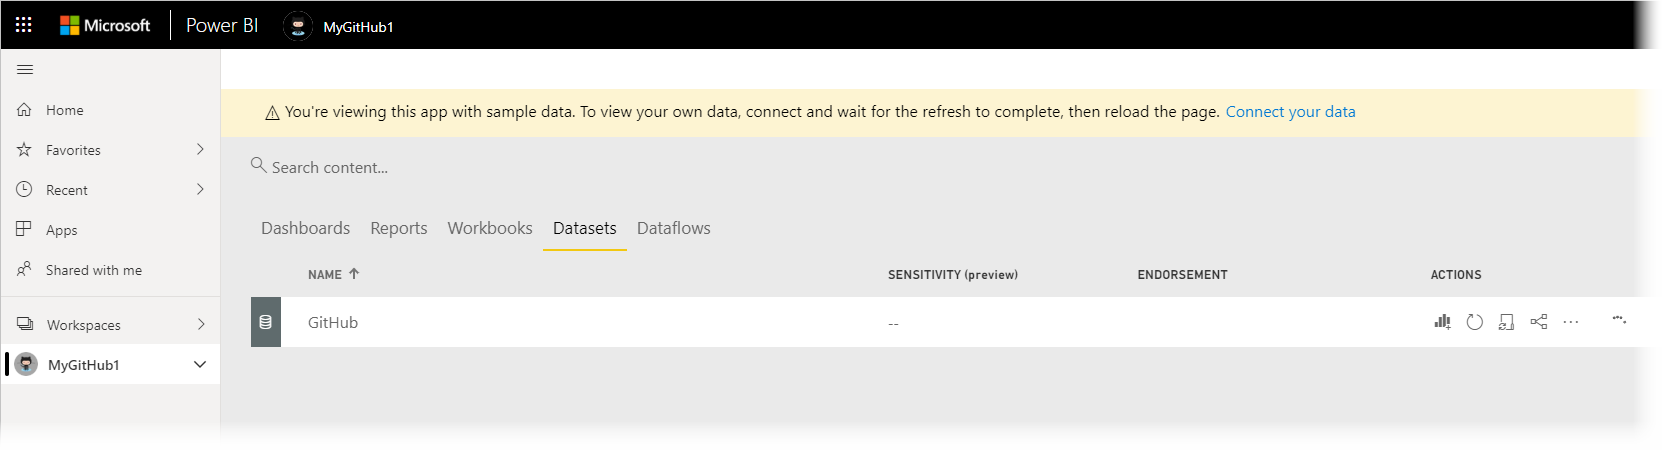 Microsoft Power BI MyGitHub1
You're viewing this app with sample data. To view your own data, connect and wait for the refresh to complete, then reload the page. Connect your data
Home
Favorites
Recent
Apps
Shared with me
Workspaces
MyGitHub1
Search content...
Dashboards Reports Workbooks Datasets Dataflows
NAME SENSITIVITY (preview) ENDORSEMENT ACTIONS
GitHub --